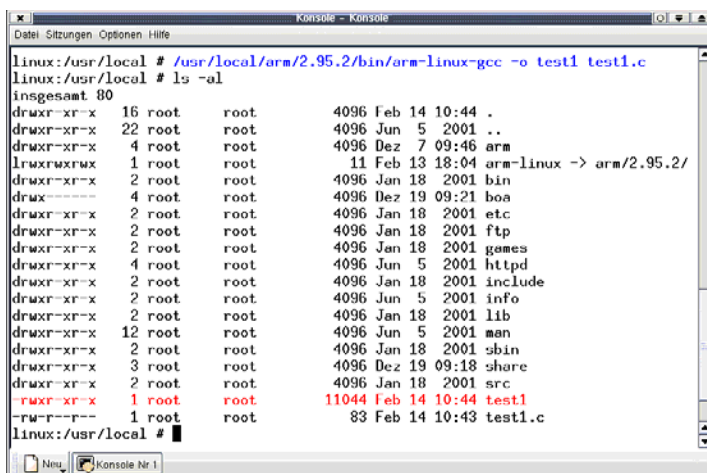 Konsole - Konsole
Datei Sitzungen Optionen Hilfe
linux:/usr/local # /usr/local/arm/2.95.2/bin/arm-linux-gcc -o test1 test1.c
linux:/usr/local # ls -al
insgesamt 80
drwxr-xr-x 16 root root 4096 Feb 14 10:44 .
drwxr-xr-x 22 root root 4096 Jun 5 2001 ..
drwxr-xr-x 4 root root 4096 Dez 7 09:46 arm
lrwxrwxrwx 1 root root 11 Feb 13 18:04 arm-linux -> arm/2.95.2/
drwxr-xr-x 2 root root 4096 Jan 18 2001 bin
drwx------ 4 root root 4096 Dez 19 09:21 boa
drwxr-xr-x 2 root root 4096 Jan 18 2001 etc
drwxr-xr-x 2 root root 4096 Jan 18 2001 ftp
drwxr-xr-x 2 root root 4096 Jan 18 2001 games
drwxr-xr-x 4 root root 4096 Jun 5 2001 httpd
drwxr-xr-x 2 root root 4096 Jan 18 2001 include
drwxr-xr-x 2 root root 4096 Jun 5 2001 info
drwxr-xr-x 2 root root 4096 Jan 18 2001 lib
drwxr-xr-x 12 root root 4096 Jun 5 2001 man
drwxr-xr-x 2 root root 4096 Jan 18 2001 sbin
drwxr-xr-x 3 root root 4096 Dez 19 09:18 share
drwxr-xr-x 2 root root 4096 Jan 18 2001 src
-rwxr-xr-x 1 root root 11044 Feb 14 10:44 test1
-rw-r--r-- 1 root root 83 Feb 14 10:43 test1.c
linux:/usr/local #
Neu Konsole Nr 1